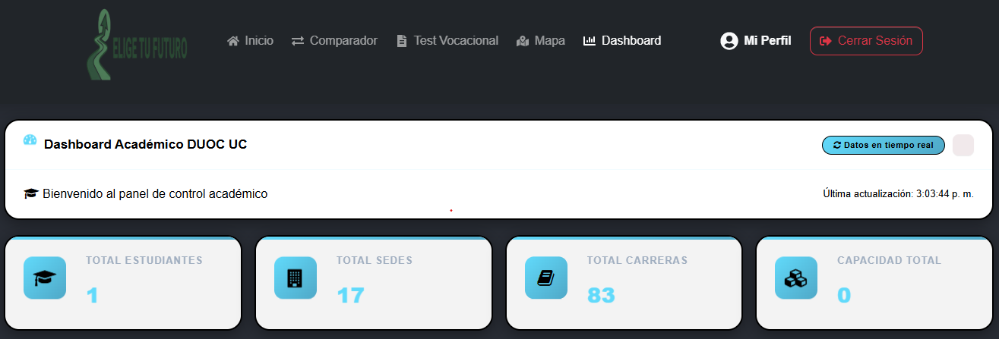 ELIGE TU FUTURO
Inicio Comparador Test Vocacional Mapa Dashboard Mi Perfil Cerrar Sesión
Dashboard Académico DUOC UC
Datos en tiempo real
Bienvenido al panel de control académico
Última actualización: 3:03:44 p. m.
TOTAL ESTUDIANTES
1
TOTAL SEDES
17
TOTAL CARRERAS
83
CAPACIDAD TOTAL
0